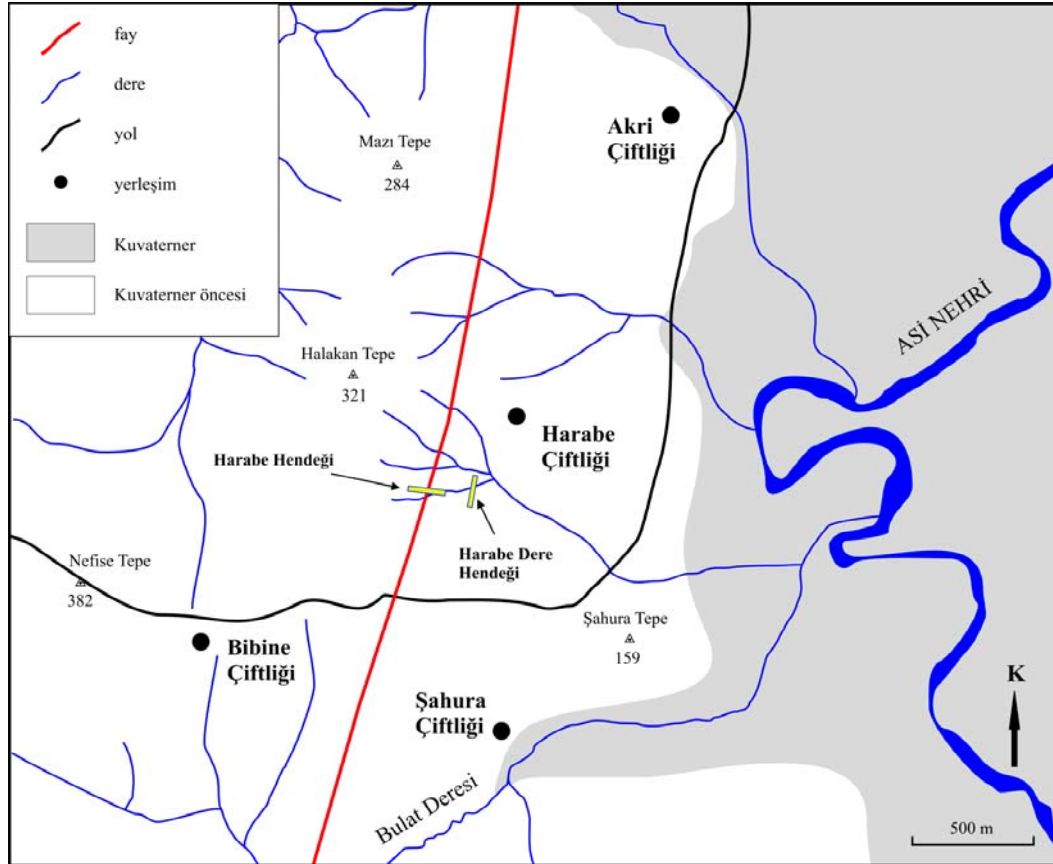 fay
dere
yol
yerleşim
Kuvaterner
Kuvaterner öncesi
Mazı Tepe
284
Akri
Çiftliği
ASİ NEHRİ
Halakan Tepe
321
Harabe
Çiftliği
Harabe Hendeği
Harabe Dere
Hendeği
Nefise Tepe
382
Bibine
Çiftliği
Şahura Tepe
159
Şahura
Çiftliği
Bulat Deresi
K
500 m